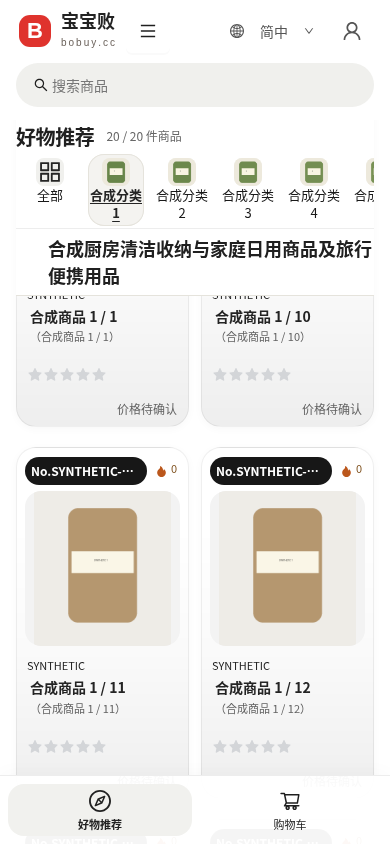 B 宝宝败
bobuy.cc
简中
搜索商品
好物推荐 20 / 20 件商品
全部
合成分类
1
合成分类
2
合成分类
3
合成分类
4
合成厨房清洁收纳与家庭日用商品及旅行
便携用品
SYNTHETIC
合成商品 1 / 1
（合成商品 1 / 1）
价格待确认
SYNTHETIC
合成商品 1 / 10
（合成商品 1 / 10）
价格待确认
No.SYNTHETIC-··· 0
SYNTHETIC
合成商品 1 / 11
（合成商品 1 / 11）
No.SYNTHETIC-··· 0
SYNTHETIC
合成商品 1 / 12
（合成商品 1 / 12）
好物推荐
购物车